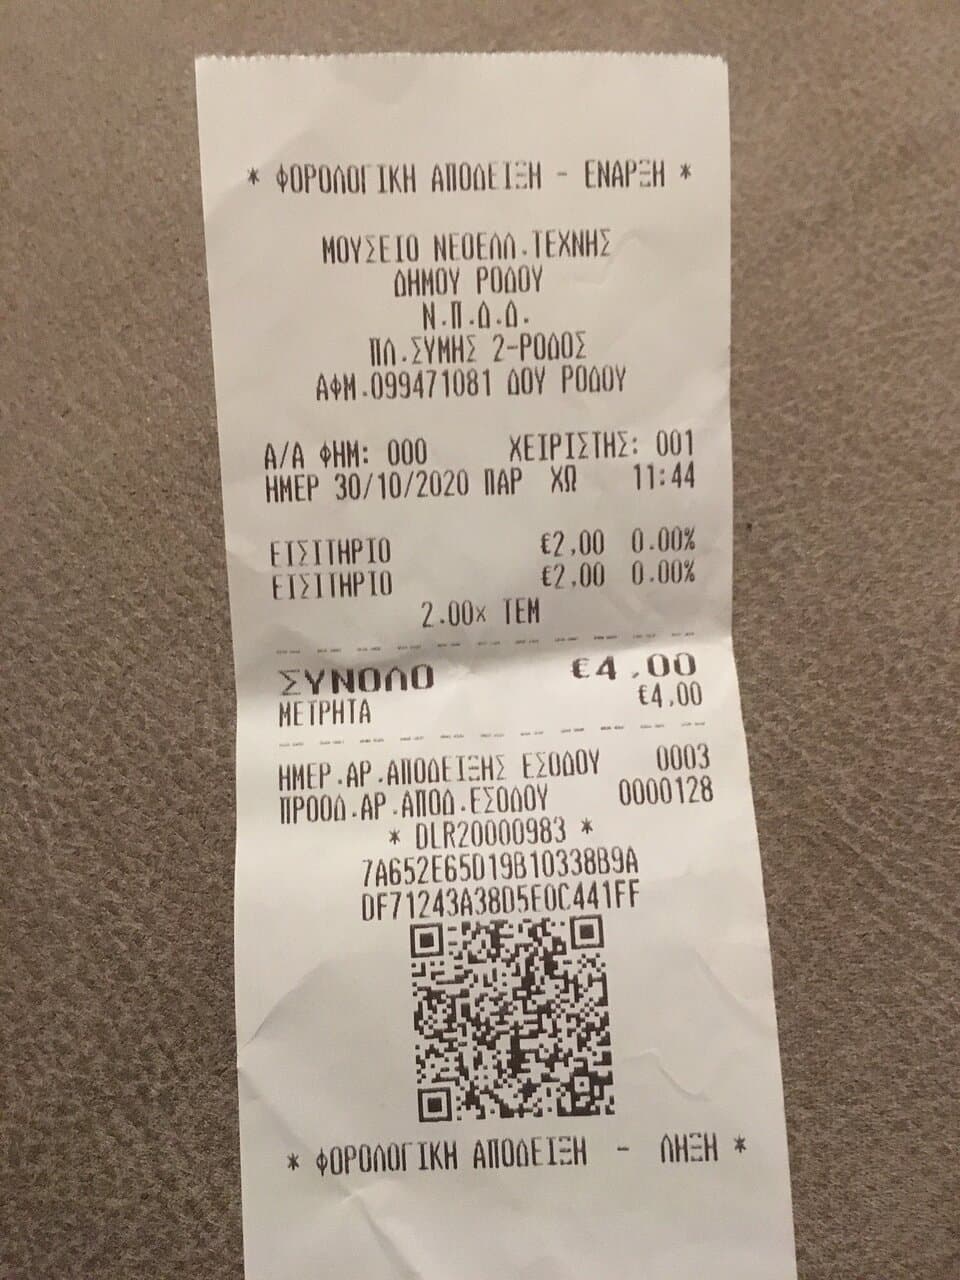 * ΦΟΡΟΛΟΓΙΚΗ ΑΠΟΔΕΙΞΗ - ΕΝΑΡΞΗ *
ΜΟΥΣΕΙΟ ΝΕΟΕΛΛ.ΤΕΧΝΗΣ
ΔΗΜΟΥ ΡΟΔΟΥ
Ν.Π.Δ.Δ.
ΠΛ.ΣΥΜΗΣ 2-ΡΟΔΟΣ
ΑΦΜ.099471081 ΔΟΥ ΡΟΔΟΥ
Α/Α ΦΗΜ: 000 ΧΕΙΡΙΣΤΗΣ: 001
ΗΜΕΡ 30/10/2020 ΠΑΡ ΧΩ 11:44
ΕΙΣΙΤΗΡΙΟ €2,00 0.00%
ΕΙΣΙΤΗΡΙΟ €2,00 0.00%
2.00x ΤΕΜ
ΣΥΝΟΛΟ €4,00
ΜΕΤΡΗΤΑ €4,00
ΗΜΕΡ.ΑΡ.ΑΠΟΔΕΙΞΗΣ ΕΣΟΔΟΥ 0003
ΠΡΟΟΔ.ΑΡ.ΑΠΟΔ.ΕΣΟΔΟΥ 0000128
* DLR20000983 *
7A652E65D19B10338B9A
DF71243A38D5E0C441FF
* ΦΟΡΟΛΟΓΙΚΗ ΑΠΟΔΕΙΞΗ - ΛΗΞΗ *